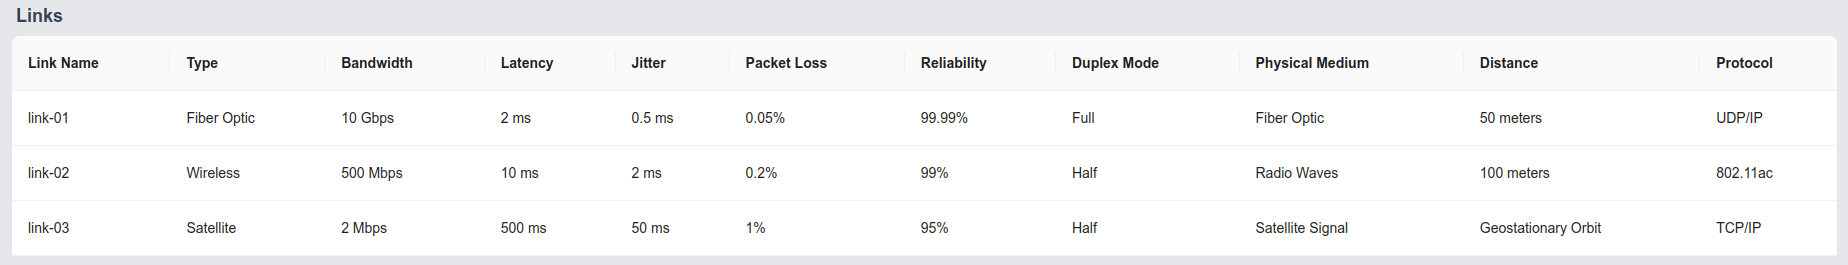 Links
Link Name Type Bandwidth Latency Jitter Packet Loss Reliability Duplex Mode Physical Medium Distance Protocol
link-01 Fiber Optic 10 Gbps 2 ms 0.5 ms 0.05% 99.99% Full Fiber Optic 50 meters UDP/IP
link-02 Wireless 500 Mbps 10 ms 2 ms 0.2% 99% Half Radio Waves 100 meters 802.11ac
link-03 Satellite 2 Mbps 500 ms 50 ms 1% 95% Half Satellite Signal Geostationary Orbit TCP/IP